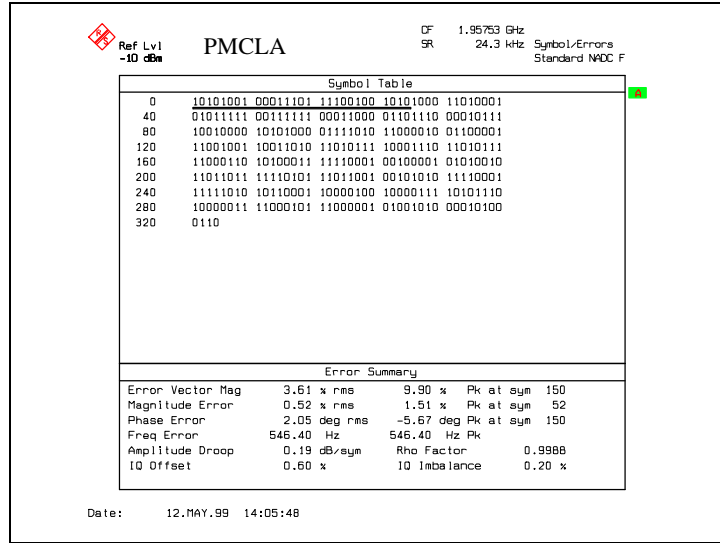 R/S Ref Lvl PMCLA CF 1.95753 GHz
-10 dBm SR 24.3 kHz Symbol/Errors
Standard NADC F
Symbol Table
A
0 10101001 00011101 11100100 10101000 11010001
40 01011111 00111111 00011000 01101110 00010111
80 10010000 10101000 01111010 11000010 01100001
120 11001001 10011010 11010111 10001110 11010111
160 11000110 10100011 11110001 00100001 01010010
200 11011011 11110101 11011001 00101010 11110001
240 11111010 10110001 10000100 10000111 10101110
280 10000011 11000101 11000001 01001010 00010100
320 0110
Error Summary
Error Vector Mag 3.61 % rms 9.90 % Pk at sym 150
Magnitude Error 0.52 % rms 1.51 % Pk at sym 52
Phase Error 2.05 deg rms -5.67 deg Pk at sym 150
Freq Error 546.40 Hz 546.40 Hz Pk
Amplitude Droop 0.19 dB/sym Rho Factor 0.9988
IQ Offset 0.60 % IQ Imbalance 0.20 %
Date: 12.MAY.99 14:05:48